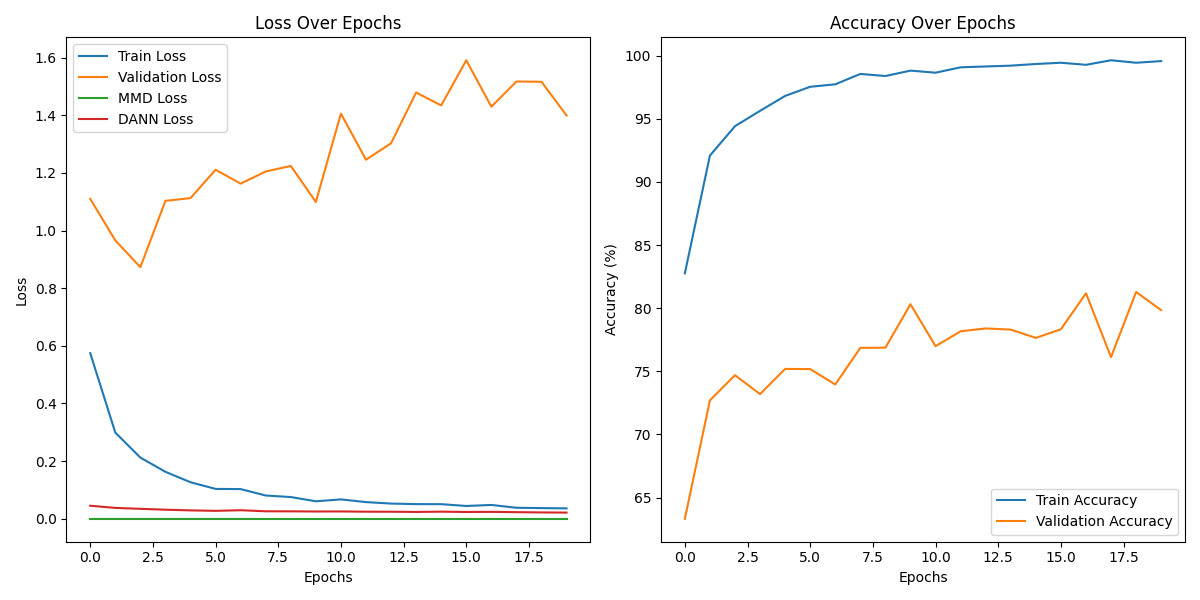 Loss Over Epochs
Train Loss
Validation Loss
MMD Loss
DANN Loss
1.6
1.4
1.2
1.0
0.8
0.6
0.4
0.2
0.0
Loss
0.0 2.5 5.0 7.5 10.0 12.5 15.0 17.5
Epochs
Accuracy Over Epochs
100
95
90
85
80
75
70
65
Accuracy (%)
Train Accuracy
Validation Accuracy
0.0 2.5 5.0 7.5 10.0 12.5 15.0 17.5
Epochs